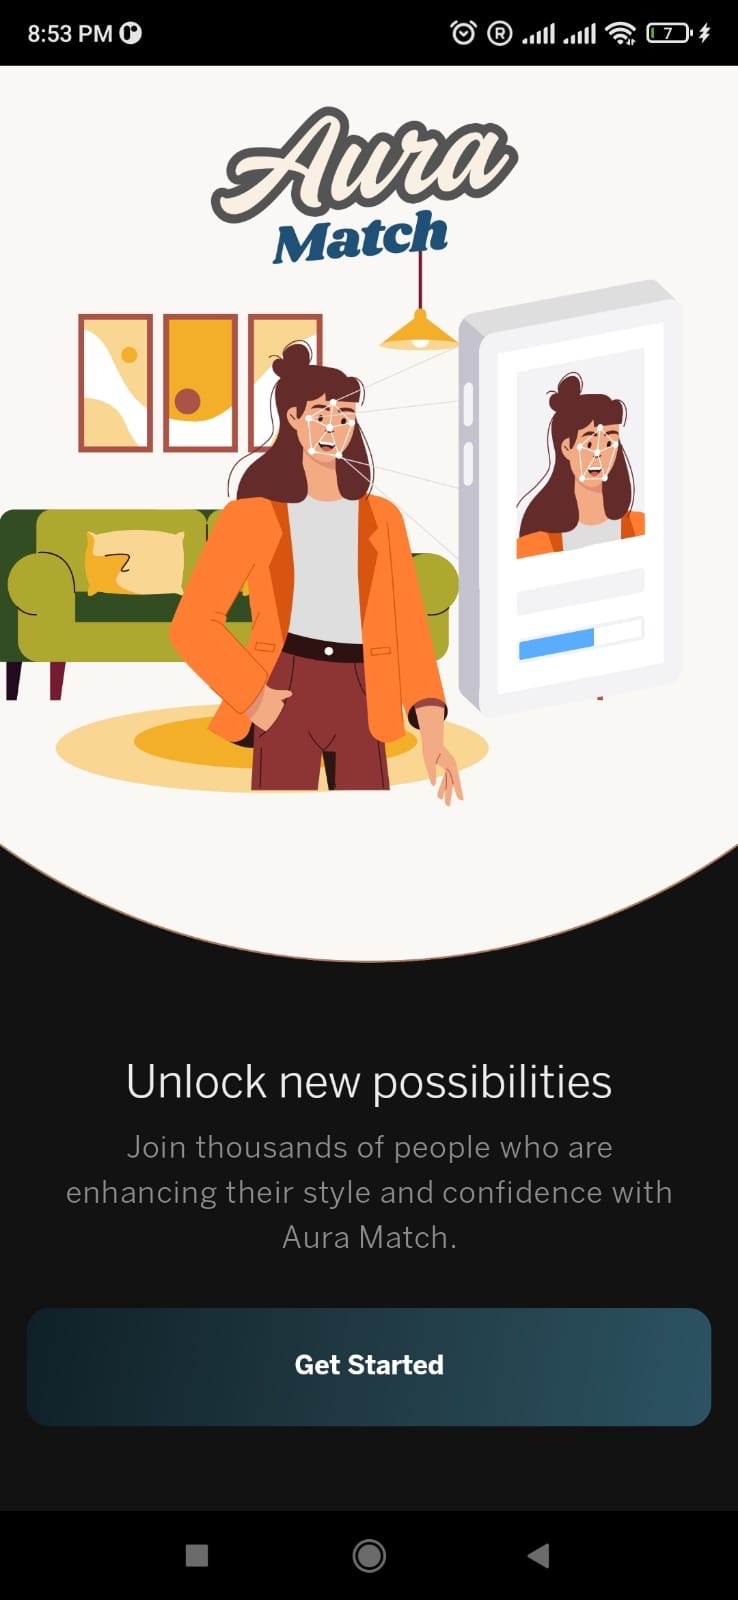 8:53 PM
R
7
Aura
Match
Unlock new possibilities
Join thousands of people who are
enhancing their style and confidence with
Aura Match.
Get Started